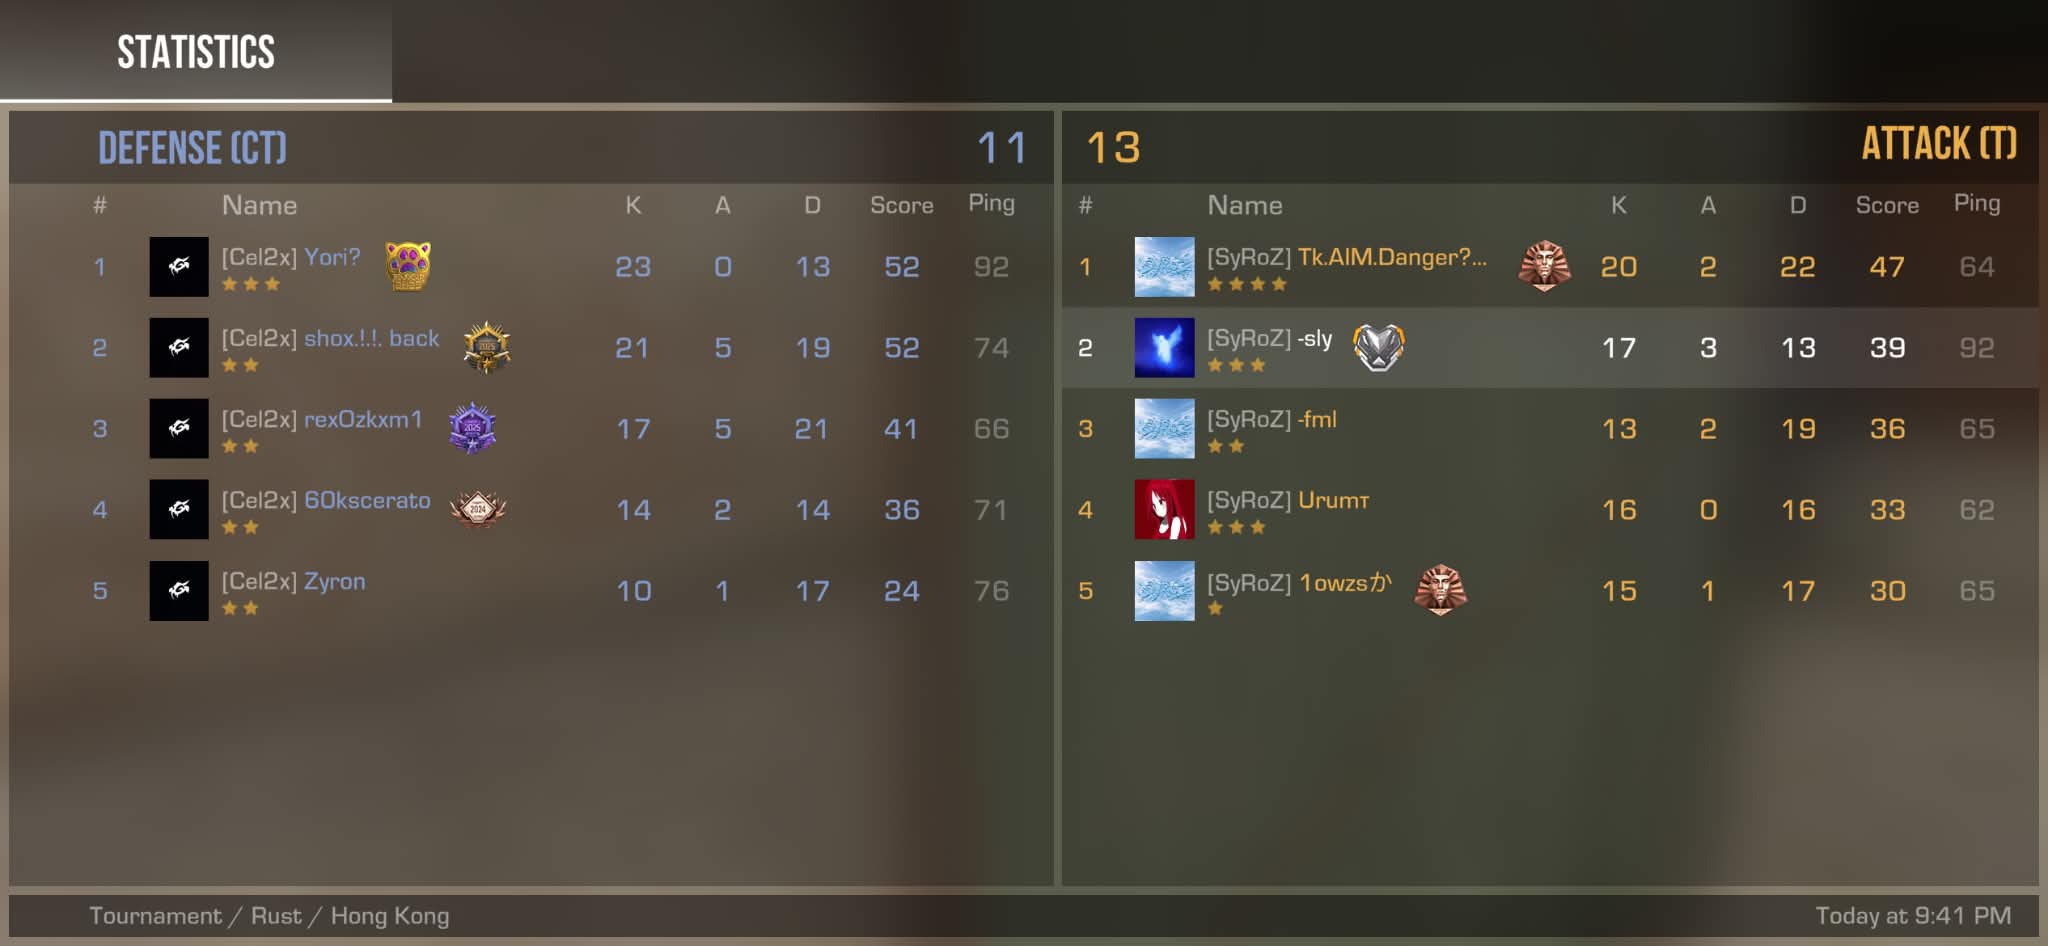 STATISTICS
DEFENSE (CT) 11
# Name K A D Score Ping
1 [Cel2x] Yori? 23 0 13 52 92
2 [Cel2x] shox.!.!. back 21 5 19 52 74
2025
3 [Cel2x] rexOzkxm1 17 5 21 41 66
2025
4 [Cel2x] 60kscerato 14 2 14 36 71
2024
5 [Cel2x] Zyron 10 1 17 24 76
13 ATTACK (T)
# Name K A D Score Ping
1 [SyRoZ] Tk.AIM.Danger?... 20 2 22 47 64
2 [SyRoZ] -sly 17 3 13 39 92
3 [SyRoZ] -fml 13 2 19 36 65
4 [SyRoZ] Urumт 16 0 16 33 62
5 [SyRoZ] 1owzsか 15 1 17 30 65
Tournament / Rust / Hong Kong
Today at 9:41 PM